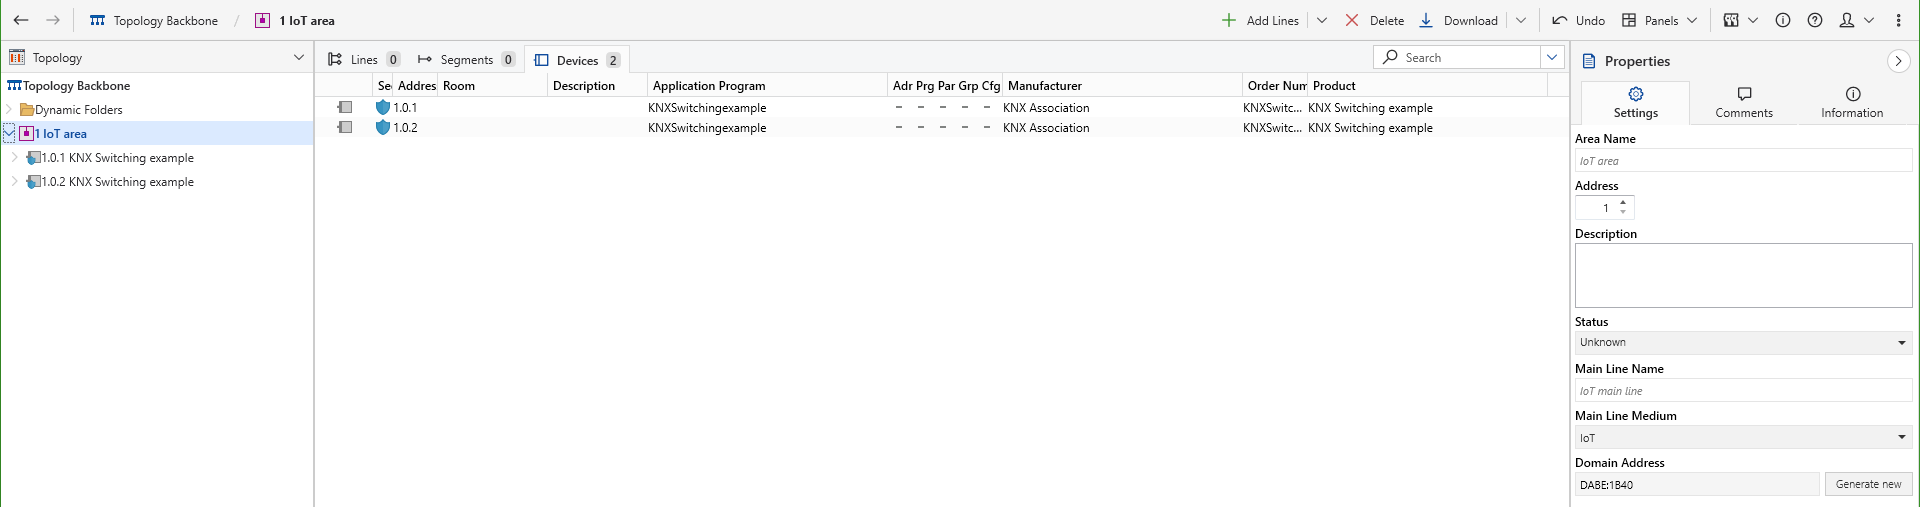 Topology Backbone / 1 IoT area Add Lines Delete Download Undo Panels
Topology Lines 0 Segments 0 Devices 2 Search Properties
Topology Backbone
Dynamic Folders
1 IoT area
1.0.1 KNX Switching example
1.0.2 KNX Switching example
Sec Address Room Description Application Program Adr Prg Par Grp Cfg Manufacturer Order Num Product
1.0.1 KNXSwitchingexample – – – – – KNX Association KNXSwitc... KNX Switching example
1.0.2 KNXSwitchingexample – – – – – KNX Association KNXSwitc... KNX Switching example
Settings Comments Information
Area Name
IoT area
Address
1
Description
Status
Unknown
Main Line Name
IoT main line
Main Line Medium
IoT
Domain Address
DABE:1B40 Generate new